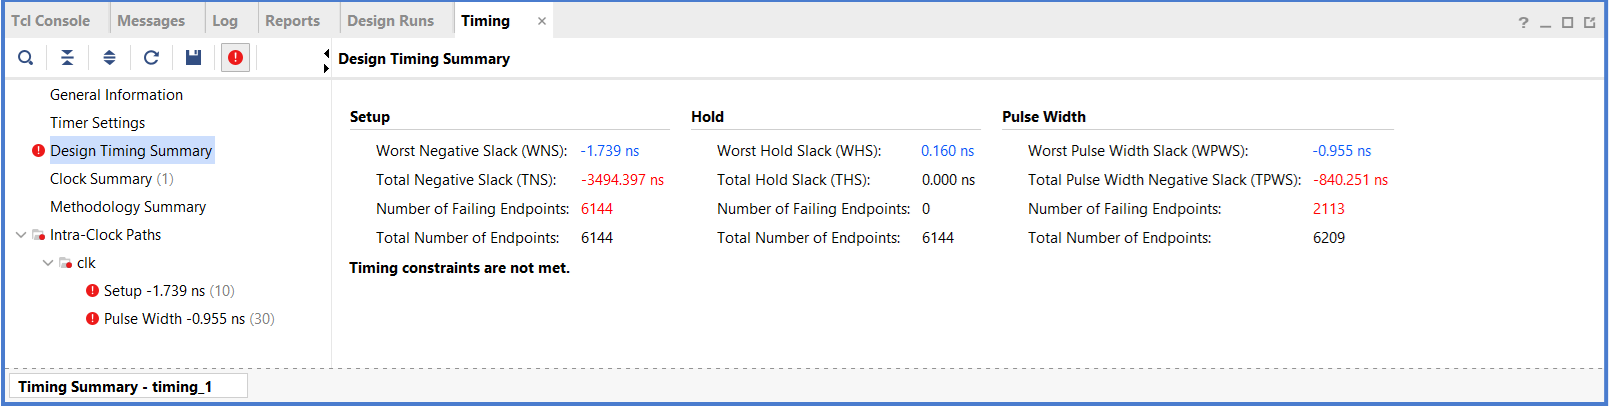 Tcl Console Messages Log Reports Design Runs Timing ×
?
Design Timing Summary
General Information
Timer Settings
Design Timing Summary
Clock Summary (1)
Methodology Summary
Intra-Clock Paths
clk
Setup -1.739 ns (10)
Pulse Width -0.955 ns (30)
Setup Hold Pulse Width
Worst Negative Slack (WNS): -1.739 ns Worst Hold Slack (WHS): 0.160 ns Worst Pulse Width Slack (WPWS): -0.955 ns
Total Negative Slack (TNS): -3494.397 ns Total Hold Slack (THS): 0.000 ns Total Pulse Width Negative Slack (TPWS): -840.251 ns
Number of Failing Endpoints: 6144 Number of Failing Endpoints: 0 Number of Failing Endpoints: 2113
Total Number of Endpoints: 6144 Total Number of Endpoints: 6144 Total Number of Endpoints: 6209
Timing constraints are not met.
Timing Summary - timing_1